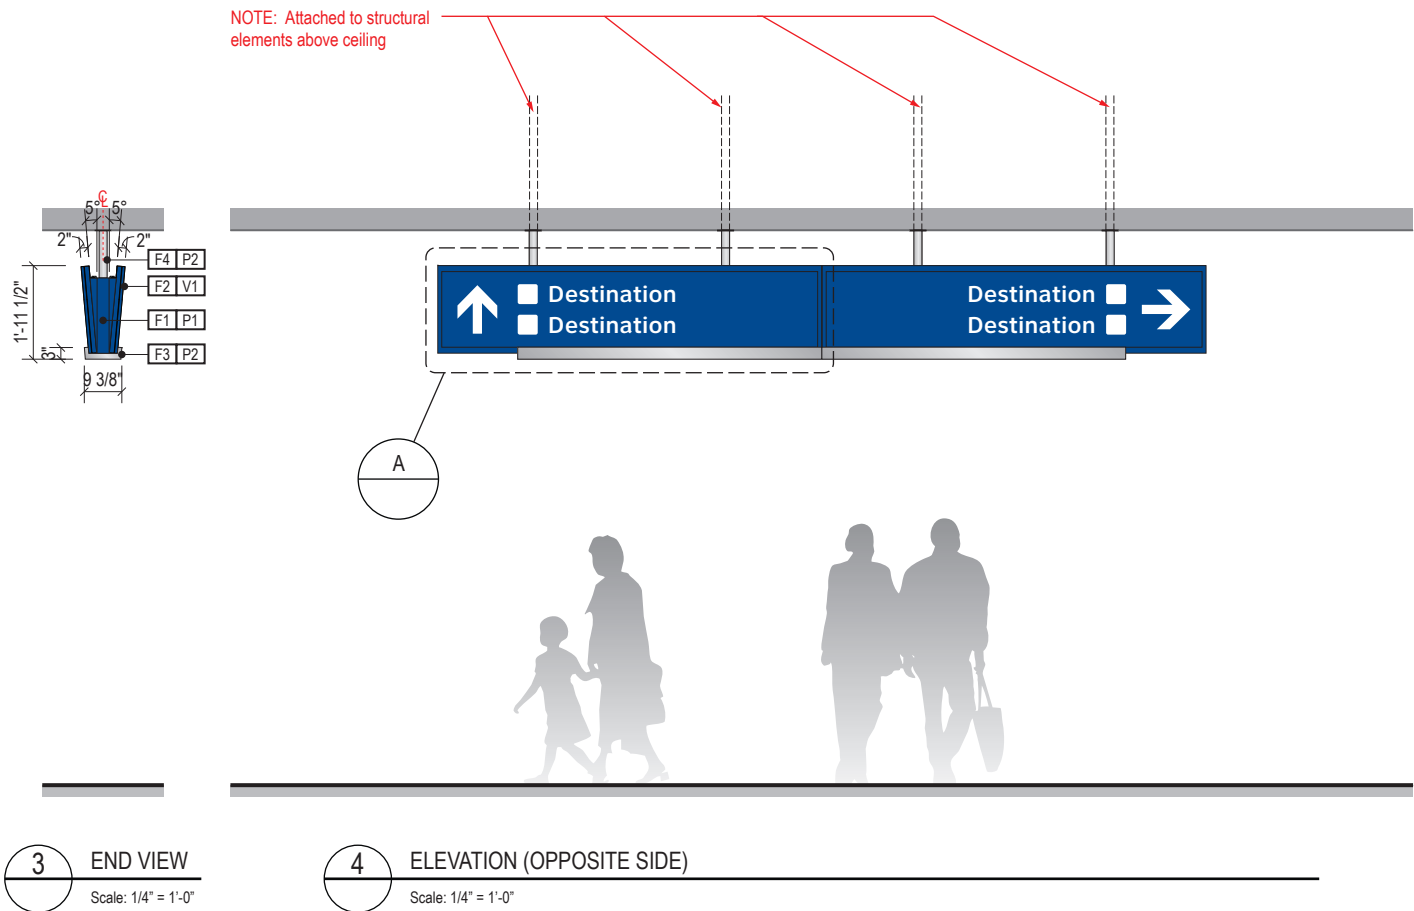 NOTE: Attached to structural
elements above ceiling
℄
5° 5°
2" 2"
F4 P2
F2 V1
F1 P1
F3 P2
1'-11 1/2"
3"
9 3/8"
Destination
Destination
Destination
Destination
A
3 END VIEW
Scale: 1/4” = 1’-0”
4 ELEVATION (OPPOSITE SIDE)
Scale: 1/4” = 1’-0”